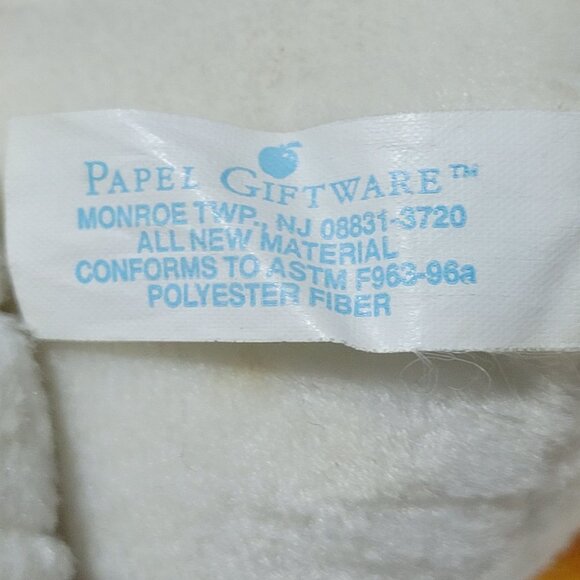 PAPEL GIFTWARE™
MONROE TWP, NJ 08831-3720
ALL NEW MATERIAL
CONFORMS TO ASTM F963-96a
POLYESTER FIBER